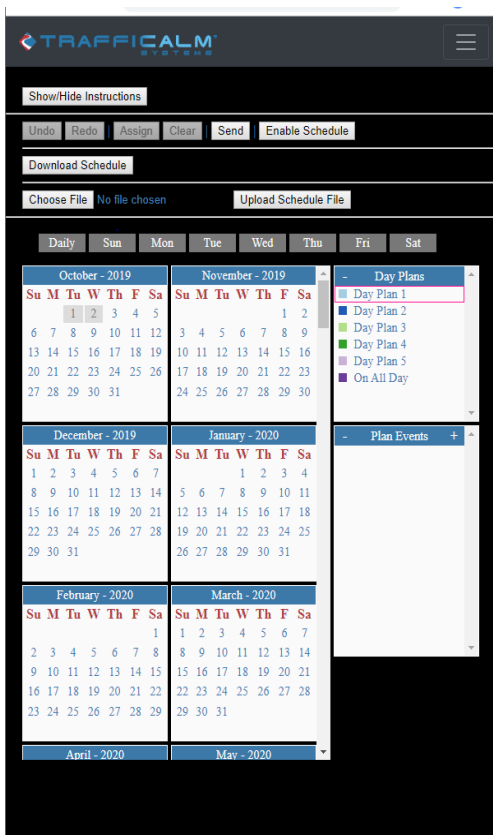 TRAFFICALM
SYSTEMS
Show/Hide Instructions
Undo Redo | Assign Clear | Send | Enable Schedule
Download Schedule
Choose File No file chosen Upload Schedule File
Daily Sun Mon Tue Wed Thu Fri Sat
October - 2019
Su M Tu W Th F Sa
1 2 3 4 5
6 7 8 9 10 11 12
13 14 15 16 17 18 19
20 21 22 23 24 25 26
27 28 29 30 31
November - 2019
Su M Tu W Th F Sa
1 2
3 4 5 6 7 8 9
10 11 12 13 14 15 16
17 18 19 20 21 22 23
24 25 26 27 28 29 30
- Day Plans
Day Plan 1
Day Plan 2
Day Plan 3
Day Plan 4
Day Plan 5
On All Day
December - 2019
Su M Tu W Th F Sa
1 2 3 4 5 6 7
8 9 10 11 12 13 14
15 16 17 18 19 20 21
22 23 24 25 26 27 28
29 30 31
January - 2020
Su M Tu W Th F Sa
1 2 3 4
5 6 7 8 9 10 11
12 13 14 15 16 17 18
19 20 21 22 23 24 25
26 27 28 29 30 31
- Plan Events +
February - 2020
Su M Tu W Th F Sa
1
2 3 4 5 6 7 8
9 10 11 12 13 14 15
16 17 18 19 20 21 22
23 24 25 26 27 28 29
March - 2020
Su M Tu W Th F Sa
1 2 3 4 5 6 7
8 9 10 11 12 13 14
15 16 17 18 19 20 21
22 23 24 25 26 27 28
29 30 31
April - 2020
May - 2020